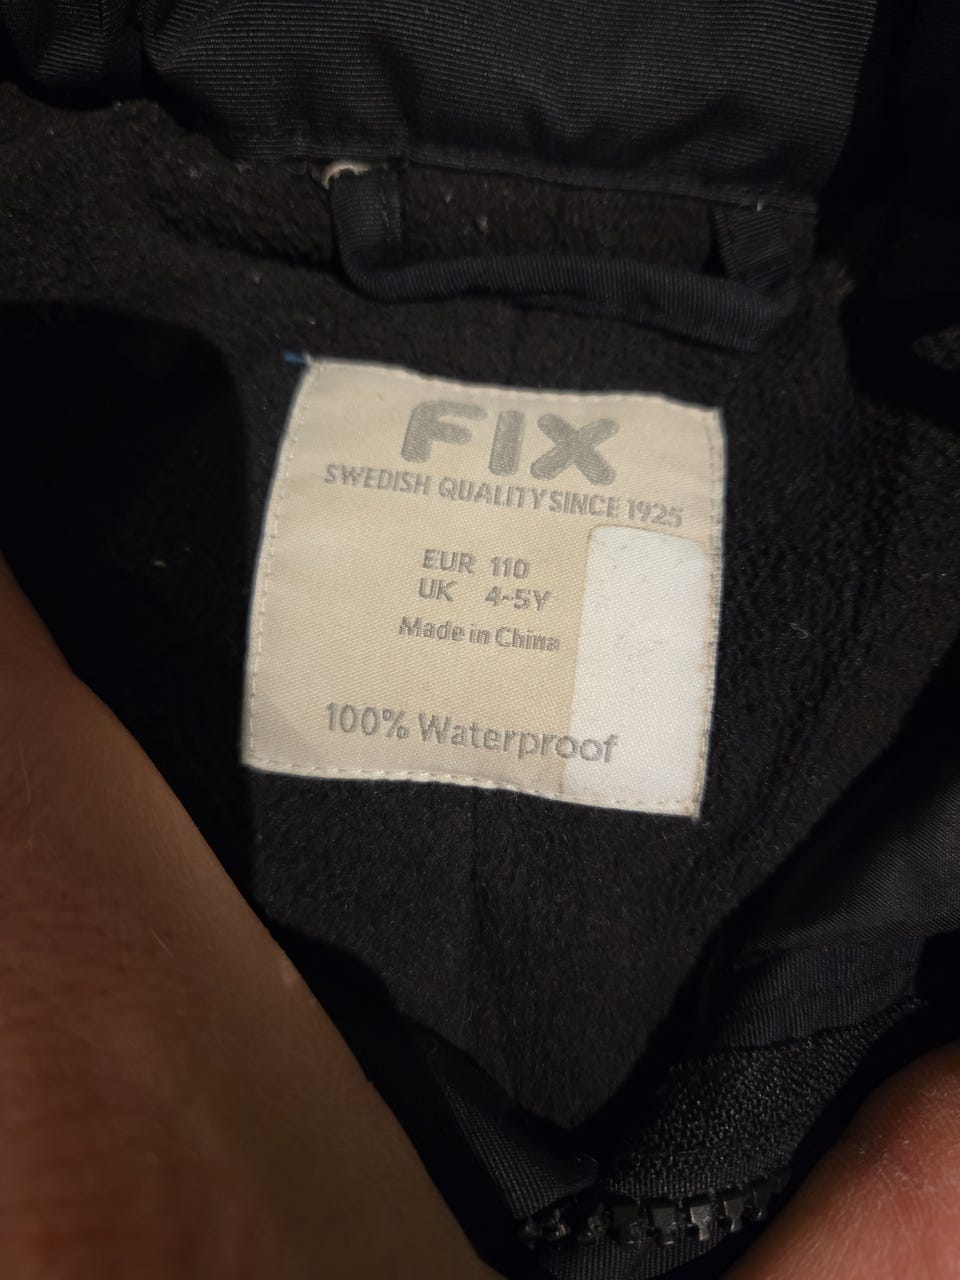 FIX
SWEDISH QUALITY SINCE 1925
EUR 110
UK 4-5Y
Made in China
100% Waterproof